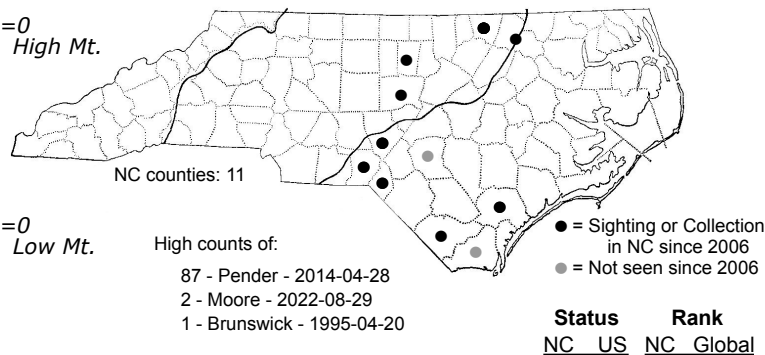 =0
High Mt.
NC counties: 11
=0
Low Mt.
High counts of:
87 - Pender - 2014-04-28
2 - Moore - 2022-08-29
1 - Brunswick - 1995-04-20
= Sighting or Collection
in NC since 2006
= Not seen since 2006
Status Rank
NC US NC Global